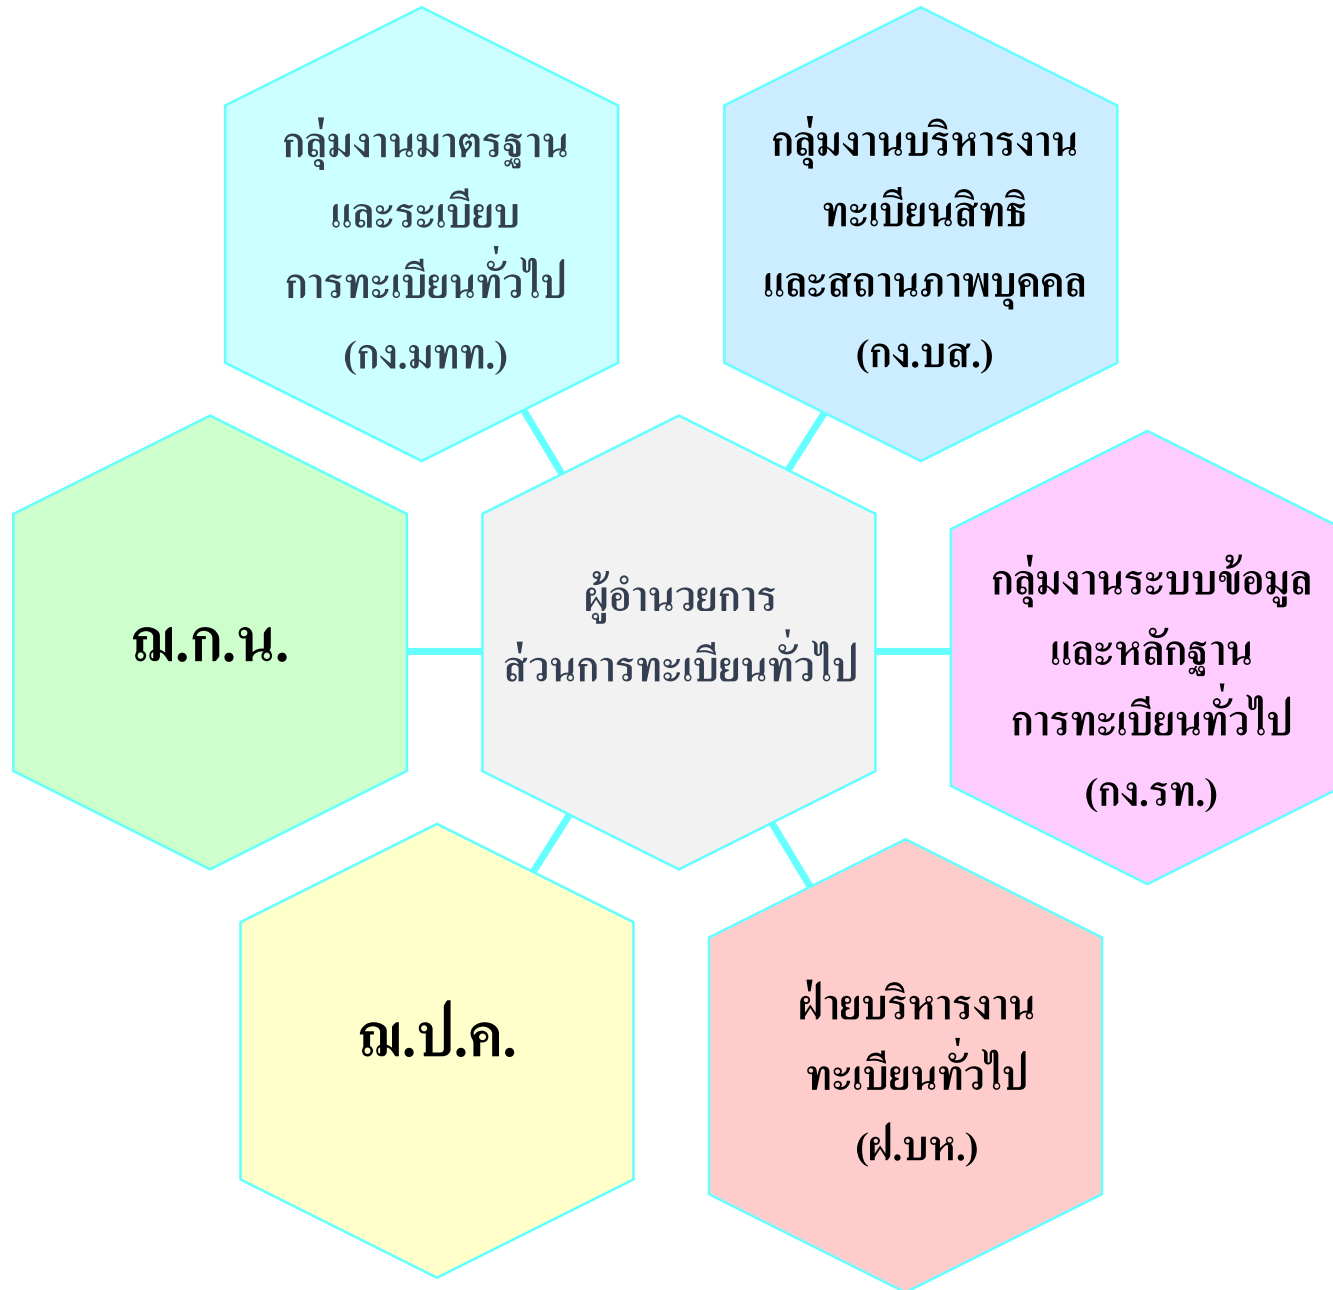 กลุ่มงานมาตรฐาน
และระเบียบ
การทะเบียนทั่วไป
(กง.มทท.)
กลุ่มงานบริหารงาน
ทะเบียนสิทธิ
และสถานภาพบุคคล
(กง.บส.)
ฌ.ก.น.
ผู้อำนวยการ
ส่วนการทะเบียนทั่วไป
กลุ่มงานระบบข้อมูล
และหลักฐาน
การทะเบียนทั่วไป
(กง.รท.)
ฌ.ป.ค.
ฝ่ายบริหารงาน
ทะเบียนทั่วไป
(ฝ.บห.)